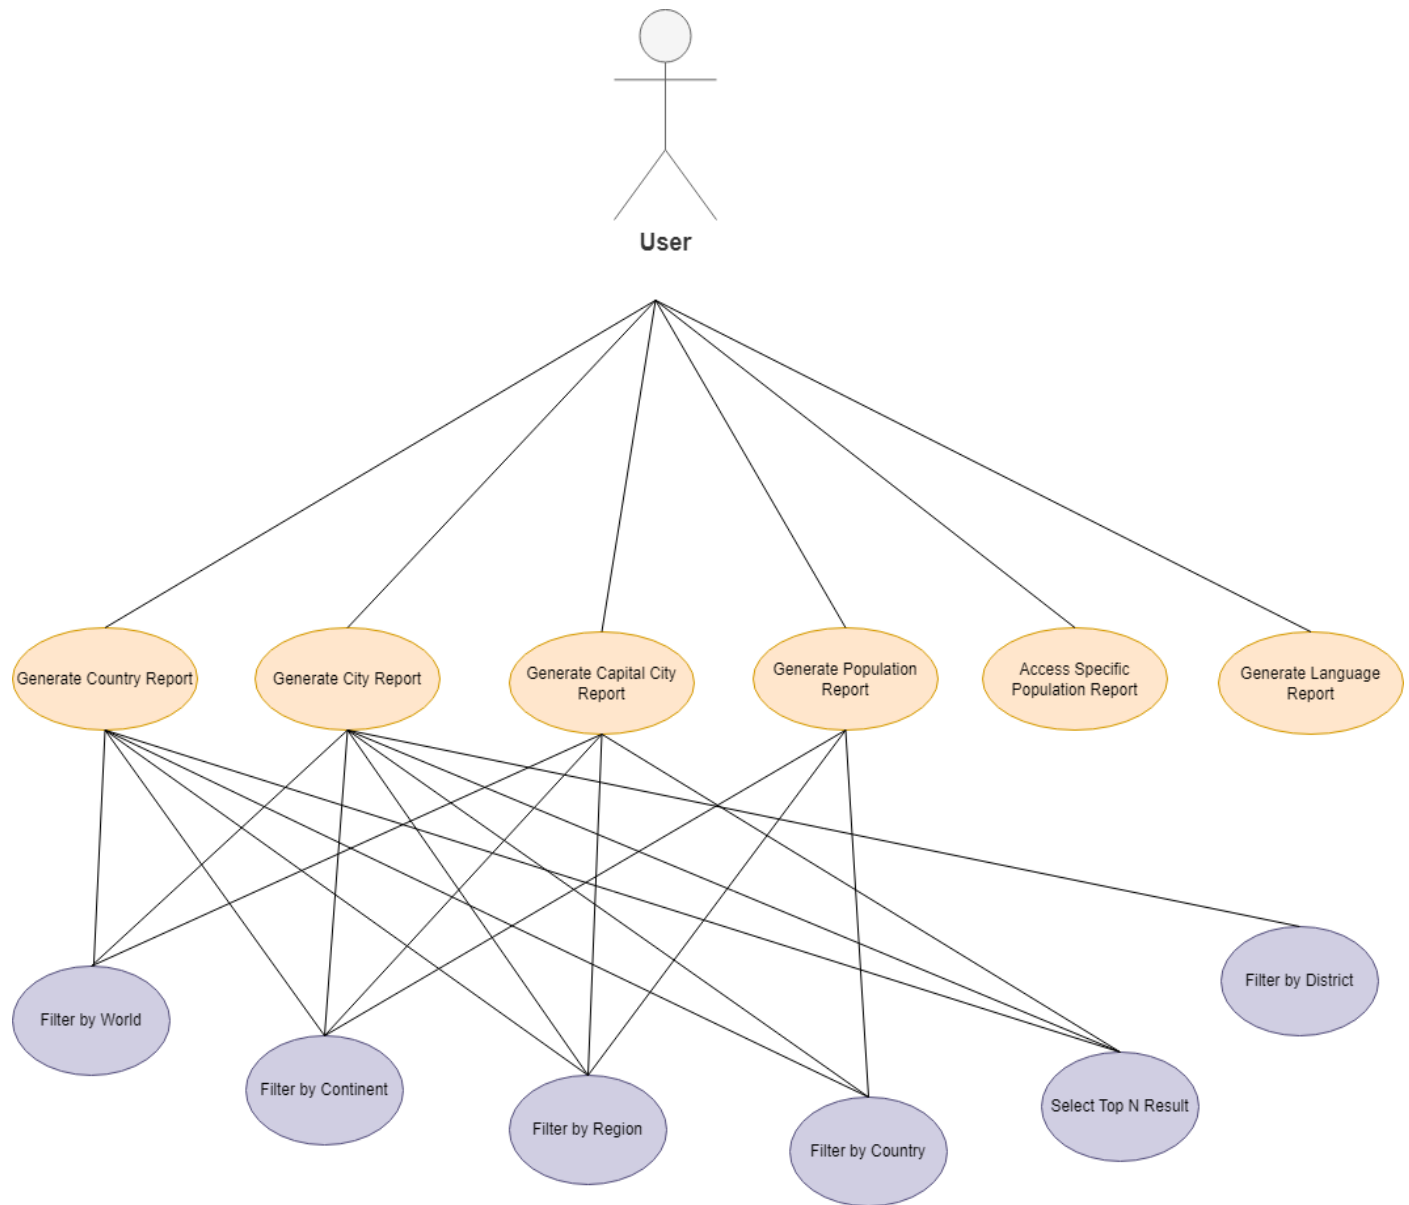 User
Generate Country Report
Generate City Report
Generate Capital City
Report
Generate Population
Report
Access Specific
Population Report
Generate Language
Report
Filter by World
Filter by Continent
Filter by Region
Filter by Country
Select Top N Result
Filter by District